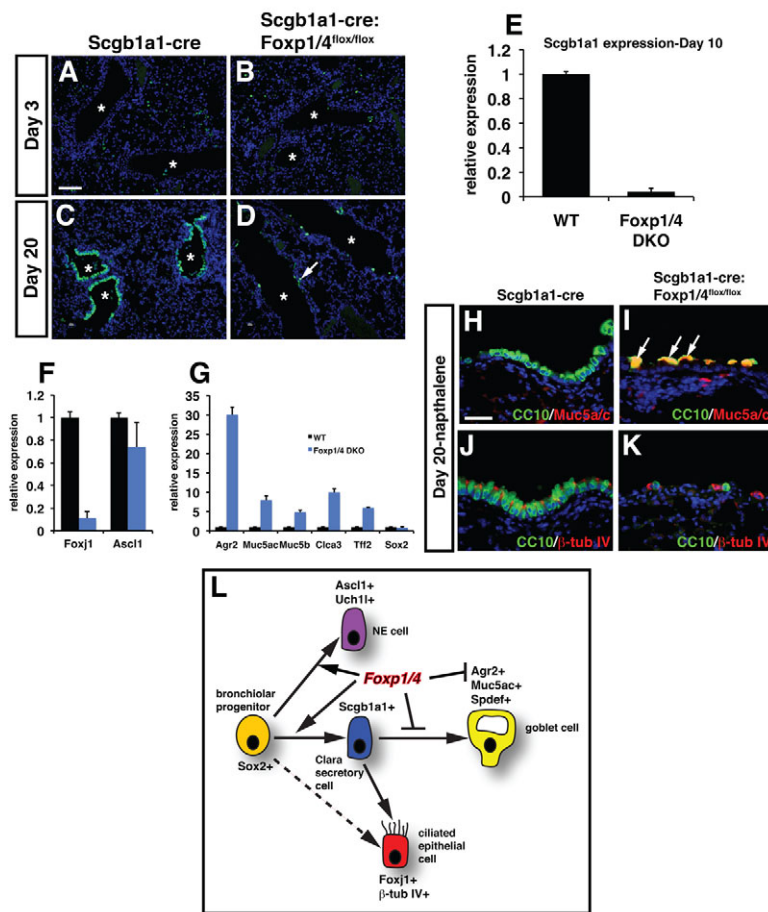 Scgb1a1-cre
Scgb1a1-cre:
Foxp1/4flox/flox
Day 3
A
*
*
B
*
*
Day 20
C
*
*
*
D
*
*
E
Scgb1a1 expression-Day 10
relative expression
1.2
1
0.8
0.6
0.4
0.2
0
WT
Foxp1/4
DKO
F
relative expression
1.2
1
0.8
0.6
0.4
0.2
0
Foxj1
Ascl1
G
relative expression
35
30
25
20
15
10
5
0
WT
Foxp1/4 DKO
Agr2
Muc5ac
Muc5b
Clca3
Tff2
Sox2
Scgb1a1-cre
Scgb1a1-cre:
Foxp1/4flox/flox
Day 20-napthalene
H
CC10/Muc5a/c
I
CC10/Muc5a/c
J
CC10/β-tub IV
K
CC10/β-tub IV
L
Ascl1+
Uch1l+
NE cell
Foxp1/4
Agr2+
Muc5ac+
Spdef+
goblet cell
bronchiolar
progenitor
Sox2+
Scgb1a1+
Clara
secretory
cell
ciliated
epithelial
cell
Foxj1+
β-tub IV+